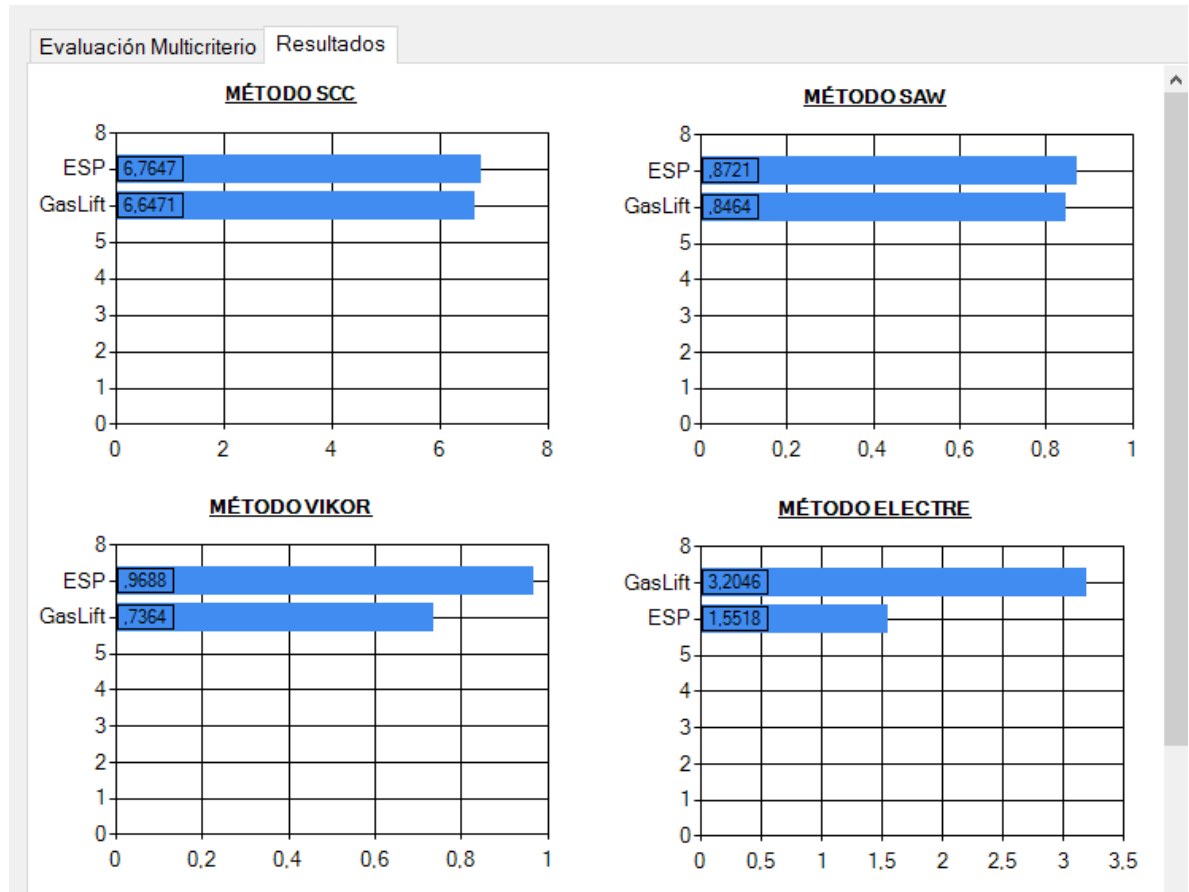 Evaluación Multicriterio
Resultados
MÉTODO SCC
8
ESP
6,7647
GasLift
6,6471
5
4
3
2
1
0
0 2 4 6 8
MÉTODO SAW
8
ESP
,8721
GasLift
,8464
5
4
3
2
1
0
0 0,2 0,4 0,6 0,8 1
MÉTODO VIKOR
8
ESP
,9688
GasLift
,7364
5
4
3
2
1
0
0 0,2 0,4 0,6 0,8 1
MÉTODO ELECTRE
8
GasLift
3,2046
ESP
1,5518
5
4
3
2
1
0
0 0,5 1 1,5 2 2,5 3 3,5